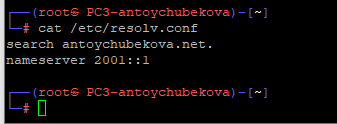 ┌──(root㉿ PC3-antoychubekova)-[~]
└─# cat /etc/resolv.conf
search antoychubekova.net.
nameserver 2001::1
┌──(root㉿ PC3-antoychubekova)-[~]
└─#